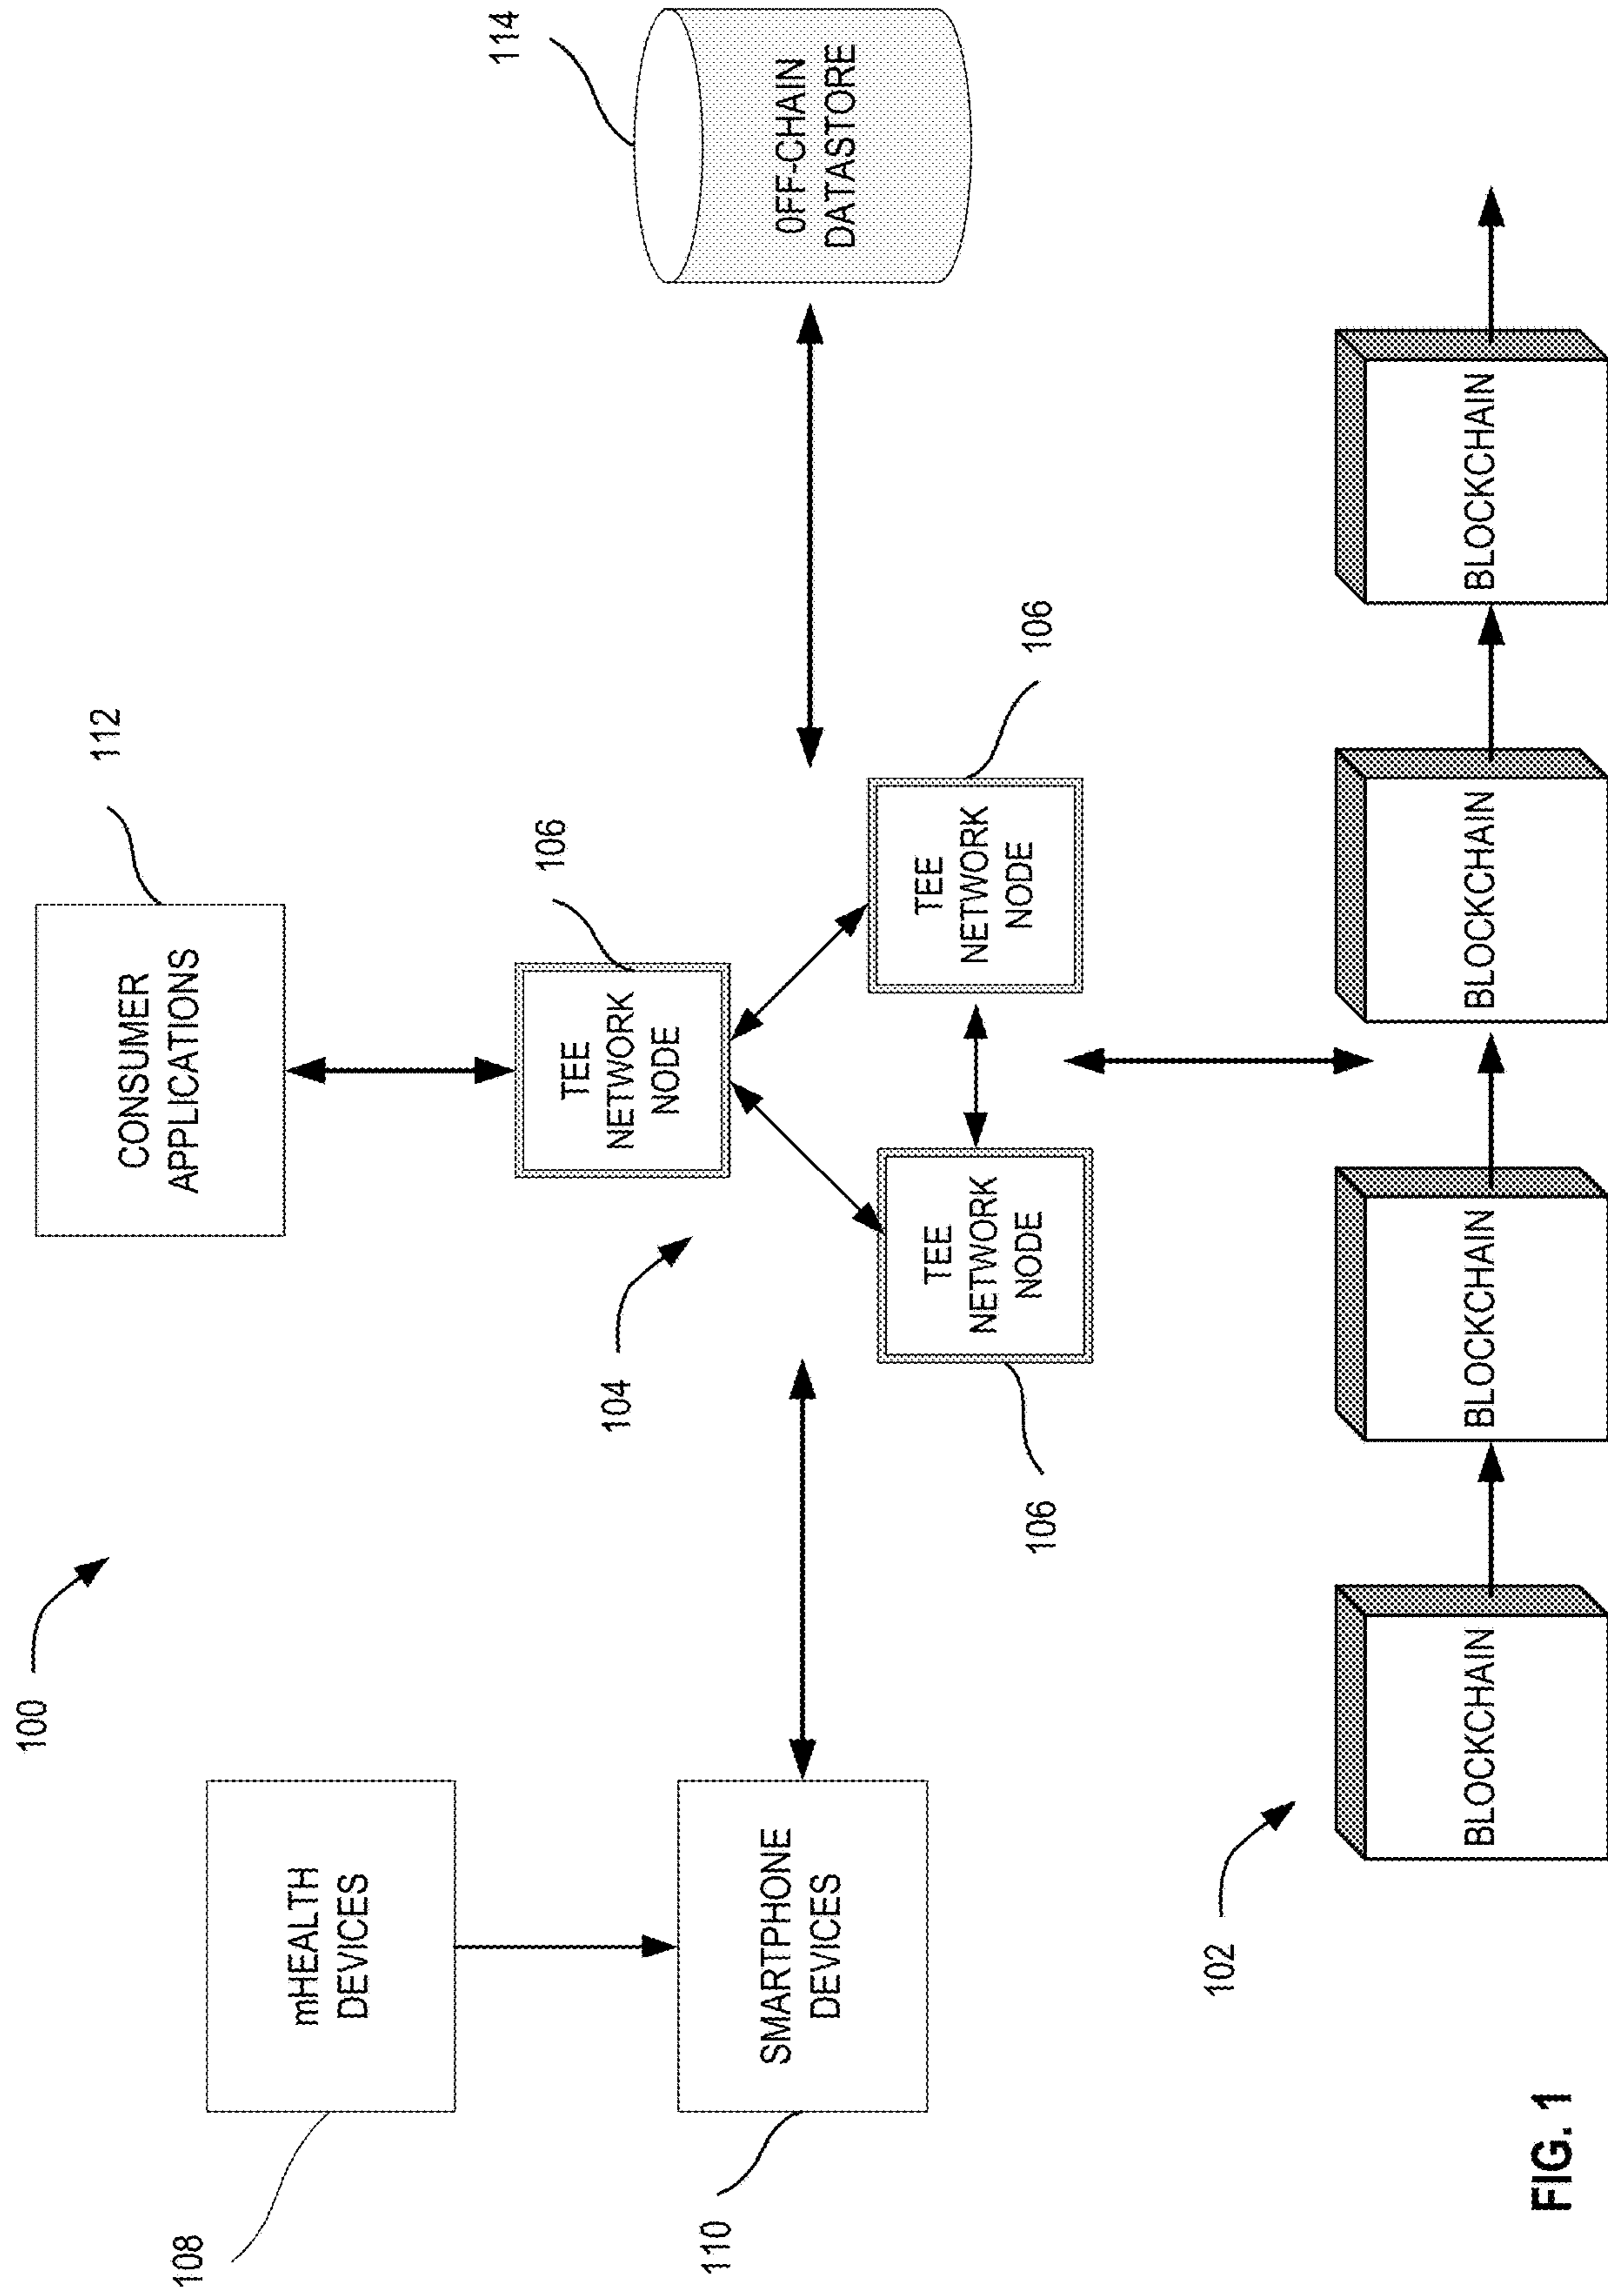 100
112
CONSUMER
APPLICATIONS
108
mHEALTH
DEVICES
114
106
TEE
NETWORK
NODE
104
110
SMARTPHONE
DEVICES
0FF-CHAIN
DATASTORE
TEE
NETWORK
NODE
106
TEE
NETWORK
NODE
106
102
BLOCKCHAIN
BLOCKCHAIN
BLOCKCHAIN
BLOCKCHAIN
FIG. 1